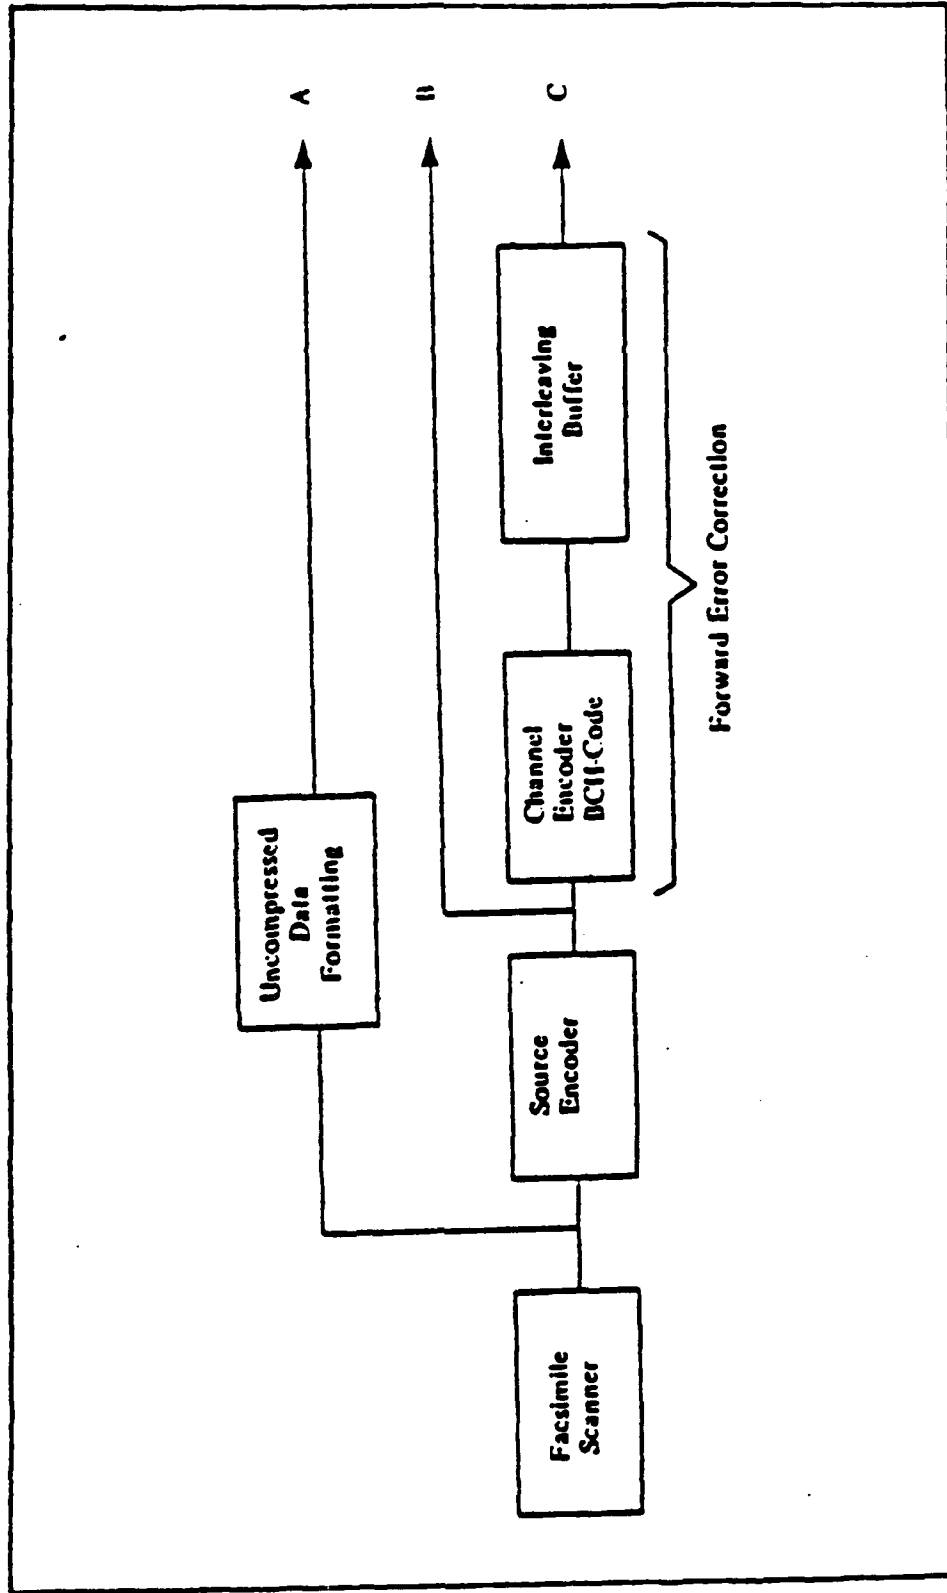 A
B
C
Uncompressed
Data
Formatting
Facsimile
Scanner
Source
Encoder
Channel
Encoder
BCH-Code
Interleaving
Buffer
Forward Error Correction